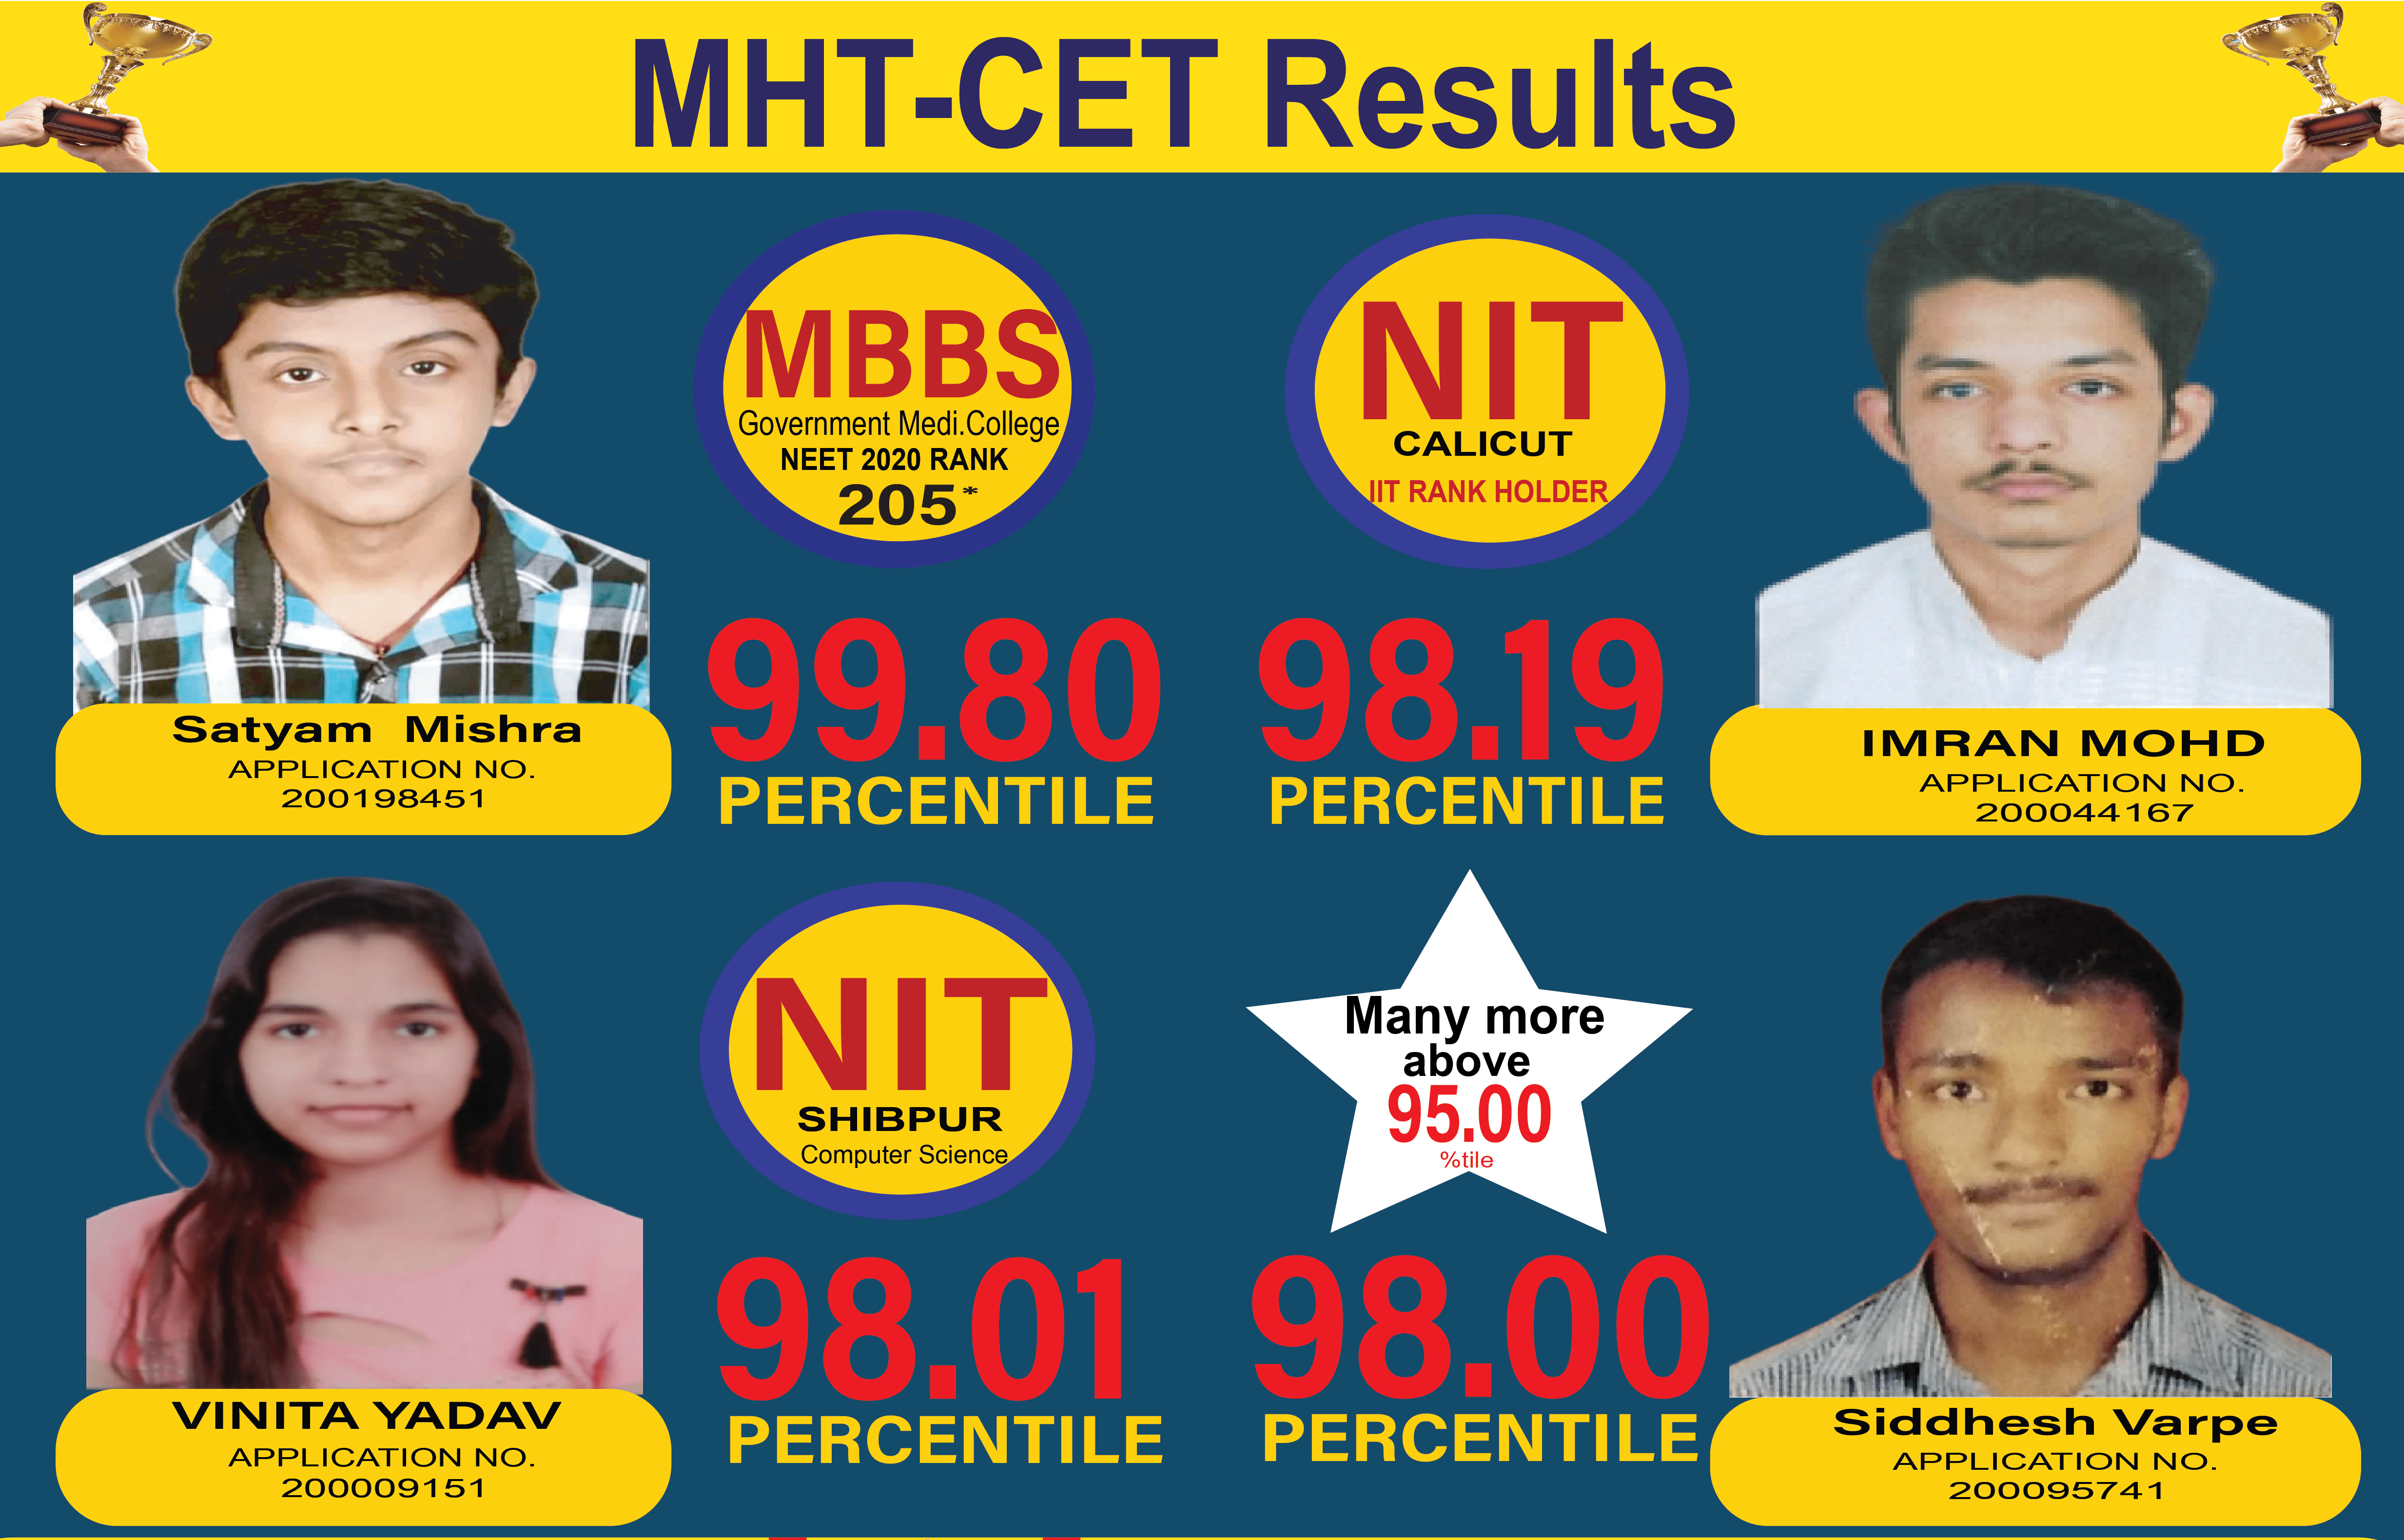 MHT-CET Results
MBBS
Government Medi.College
NEET 2020 RANK
205*
NIT
CALICUT
IIT RANK HOLDER
99.80
PERCENTILE
98.19
PERCENTILE
Satyam Mishra
APPLICATION NO.
200198451
IMRAN MOHD
APPLICATION NO.
200044167
NIT
SHIBPUR
Computer Science
Many more
above
95.00
%tile
98.01
PERCENTILE
98.00
PERCENTILE
VINITA YADAV
APPLICATION NO.
200009151
Siddhesh Varpe
APPLICATION NO.
200095741